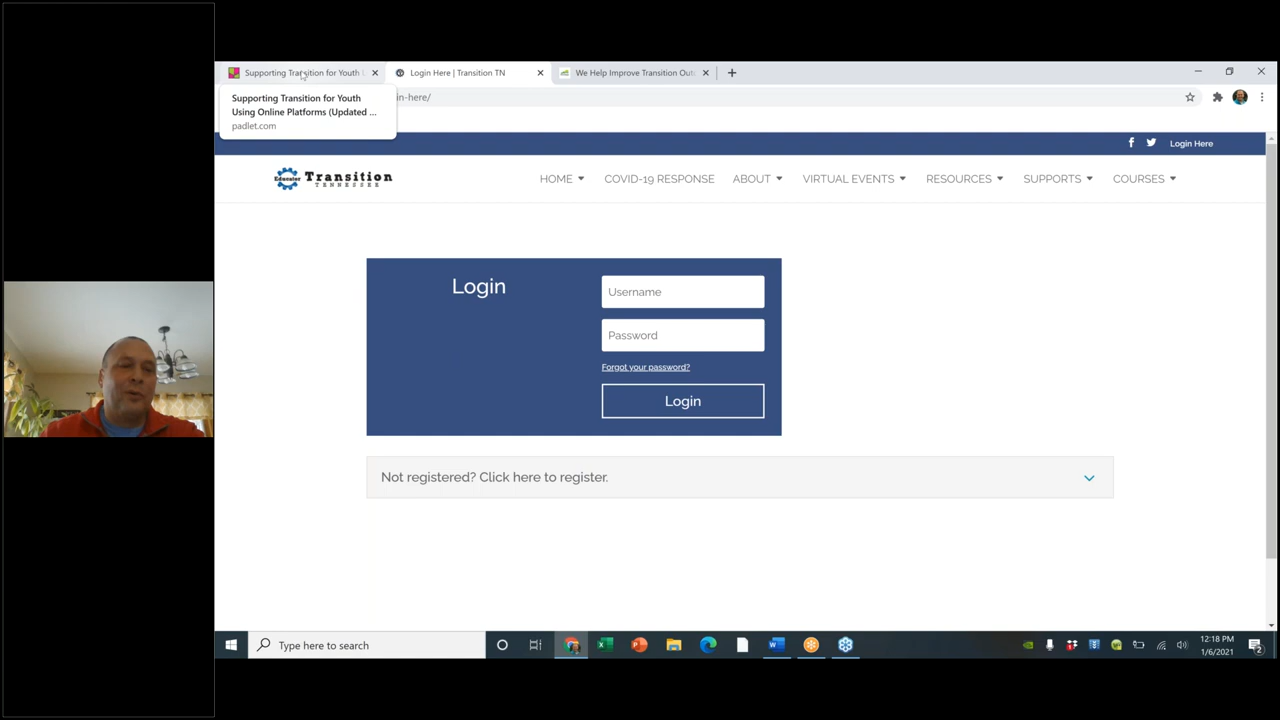 Supporting Transition for Youth
Login Here | Transition TN
We Help Improve Transition Out
Supporting Transition for Youth
Using Online Platforms (Updated ...
padlet.com
in-here/
Login Here
Educator Transition
TENNESSEE
HOME
COVID-19 RESPONSE
ABOUT
VIRTUAL EVENTS
RESOURCES
SUPPORTS
COURSES
Login
Username
Password
Forgot your password?
Login
Not registered? Click here to register.
Type here to search
12:18 PM
1/6/2021
2